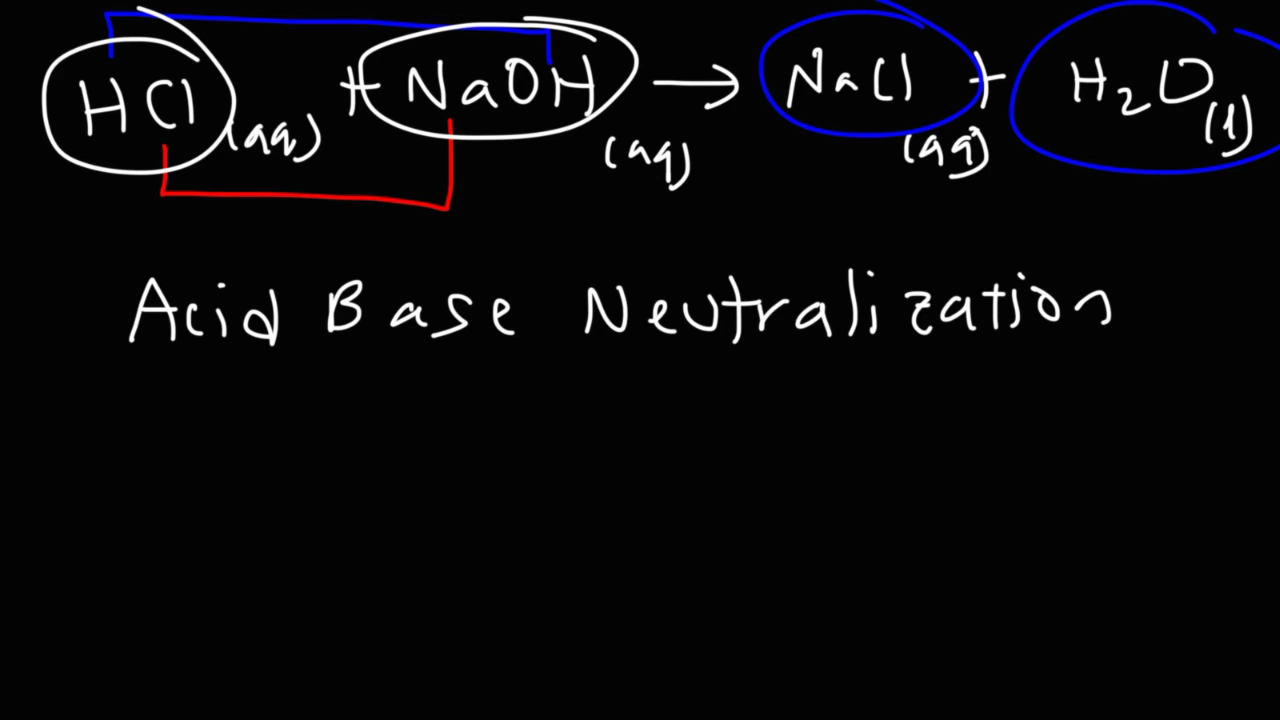 HCl(aq) + NaOH(aq) → NaCl(aq) + H2O(l)
Acid Base Neutralization